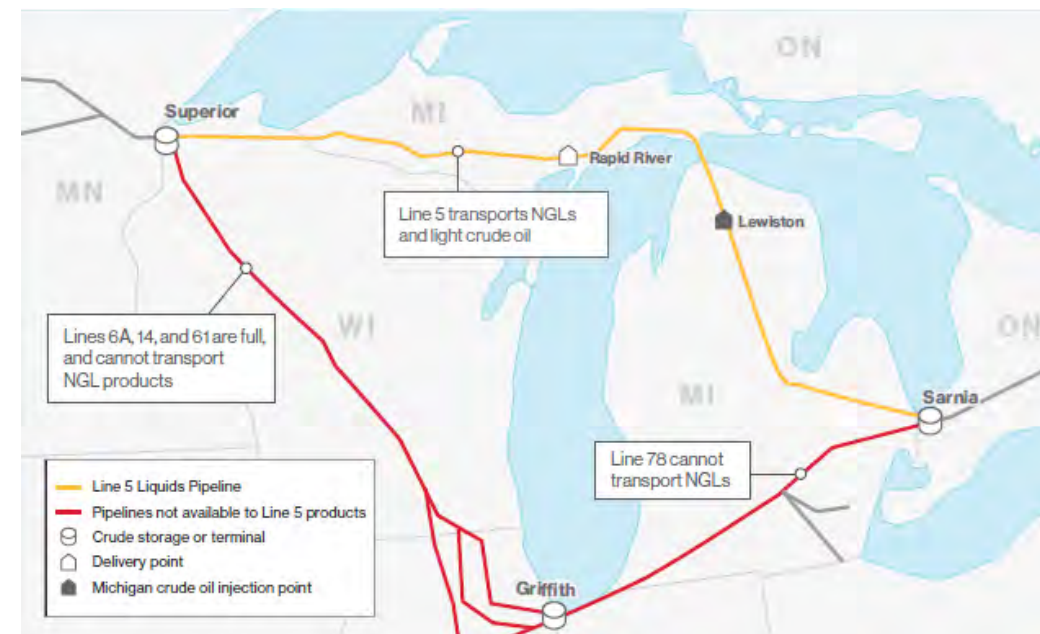 ON
Superior
MI
Rapid River
MN
Line 5 transports NGLs
and light crude oil
Lewiston
Lines 6A, 14, and 61 are full,
and cannot transport
NGL products
WI
ON
MI
Sarnia
Line 78 cannot
transport NGLs
Line 5 Liquids Pipeline
Pipelines not available to Line 5 products
Crude storage or terminal
Delivery point
Michigan crude oil injection point
Griffith